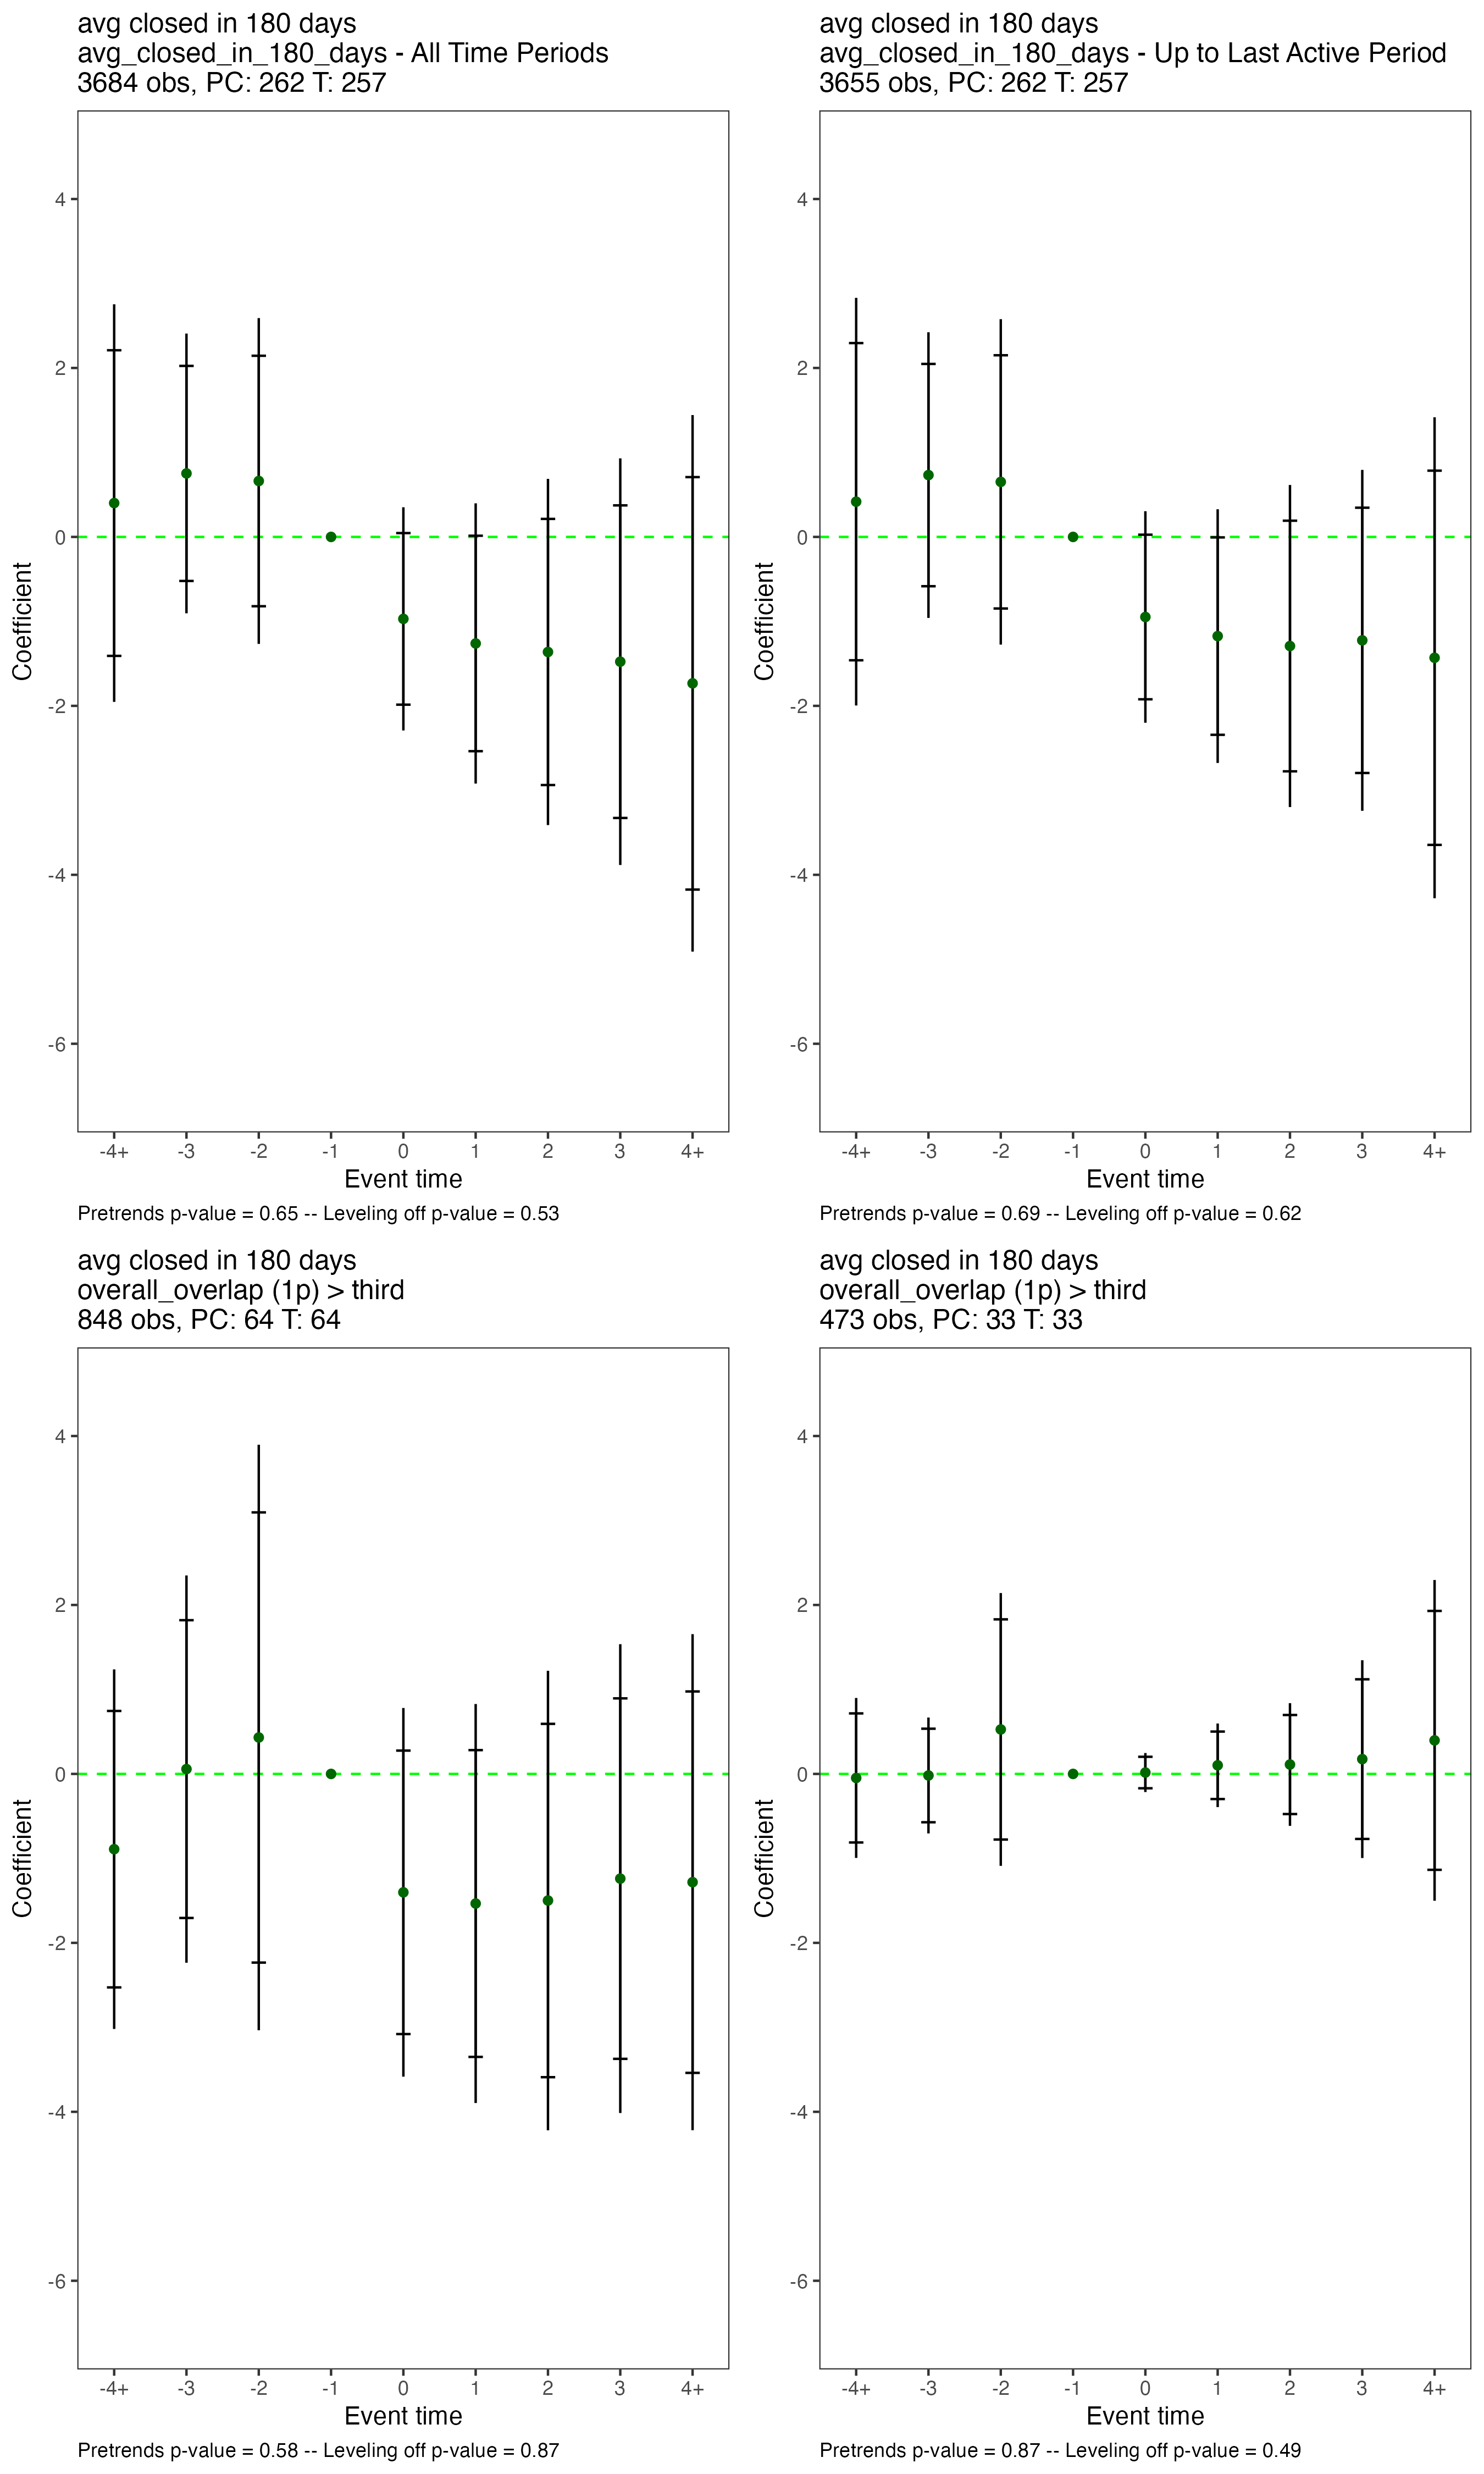 avg closed in 180 days
avg_closed_in_180_days - All Time Periods
3684 obs, PC: 262 T: 257
4
2
0
-2
-4
-6
Coefficient
-4+ -3 -2 -1 0 1 2 3 4+
Event time
Pretrends p-value = 0.65 -- Leveling off p-value = 0.53
avg closed in 180 days
avg_closed_in_180_days - Up to Last Active Period
3655 obs, PC: 262 T: 257
4
2
0
-2
-4
-6
Coefficient
-4+ -3 -2 -1 0 1 2 3 4+
Event time
Pretrends p-value = 0.69 -- Leveling off p-value = 0.62
avg closed in 180 days
overall_overlap (1p) > third
848 obs, PC: 64 T: 64
4
2
0
-2
-4
-6
Coefficient
-4+ -3 -2 -1 0 1 2 3 4+
Event time
Pretrends p-value = 0.58 -- Leveling off p-value = 0.87
avg closed in 180 days
overall_overlap (1p) > third
473 obs, PC: 33 T: 33
4
2
0
-2
-4
-6
Coefficient
-4+ -3 -2 -1 0 1 2 3 4+
Event time
Pretrends p-value = 0.87 -- Leveling off p-value = 0.49